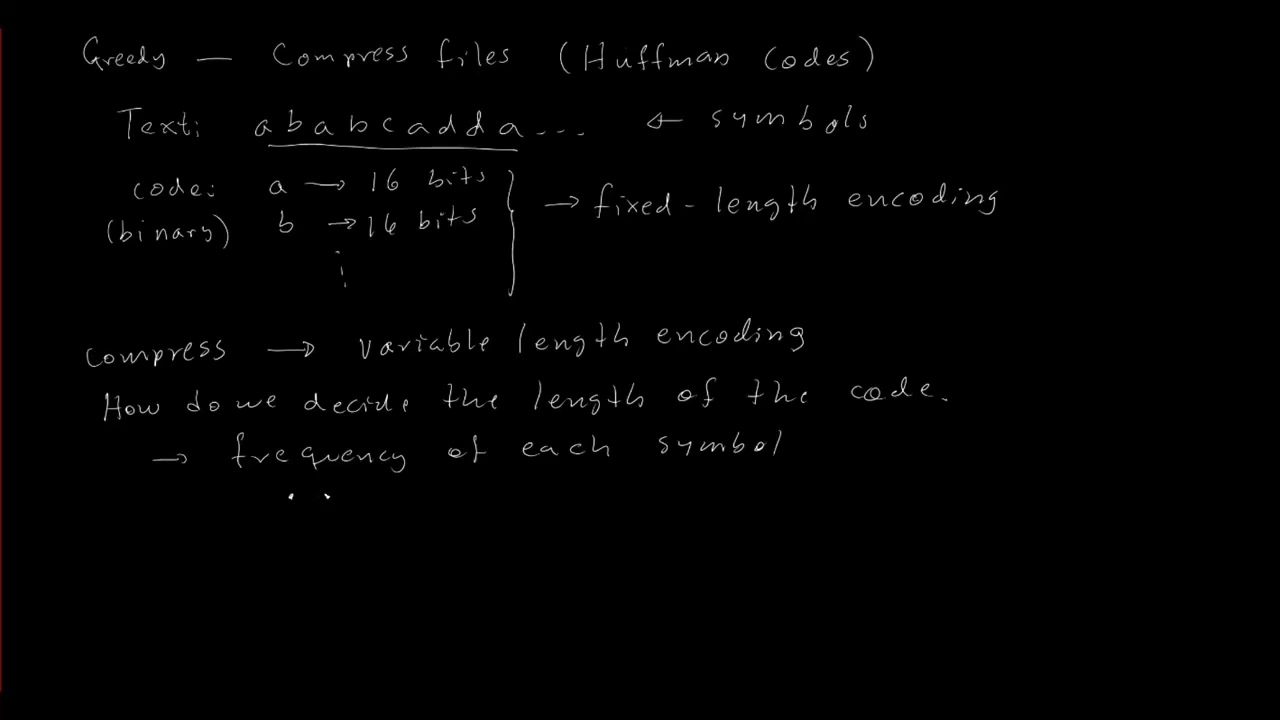 Greedy — Compress files (Huffman Codes)
Text: a b a b c a d d a ... ← symbols
code: a → 16 bits
(binary) b → 16 bits → fixed-length encoding
⋮
compress → variable length encoding
How do we decide the length of the code.
→ frequency of each symbol